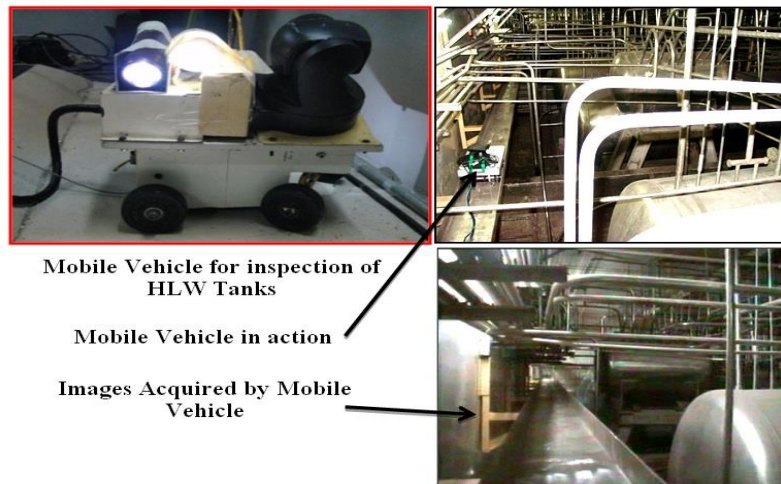 Mobile Vehicle for inspection of
HLW Tanks
Mobile Vehicle in action
Images Acquired by Mobile
Vehicle